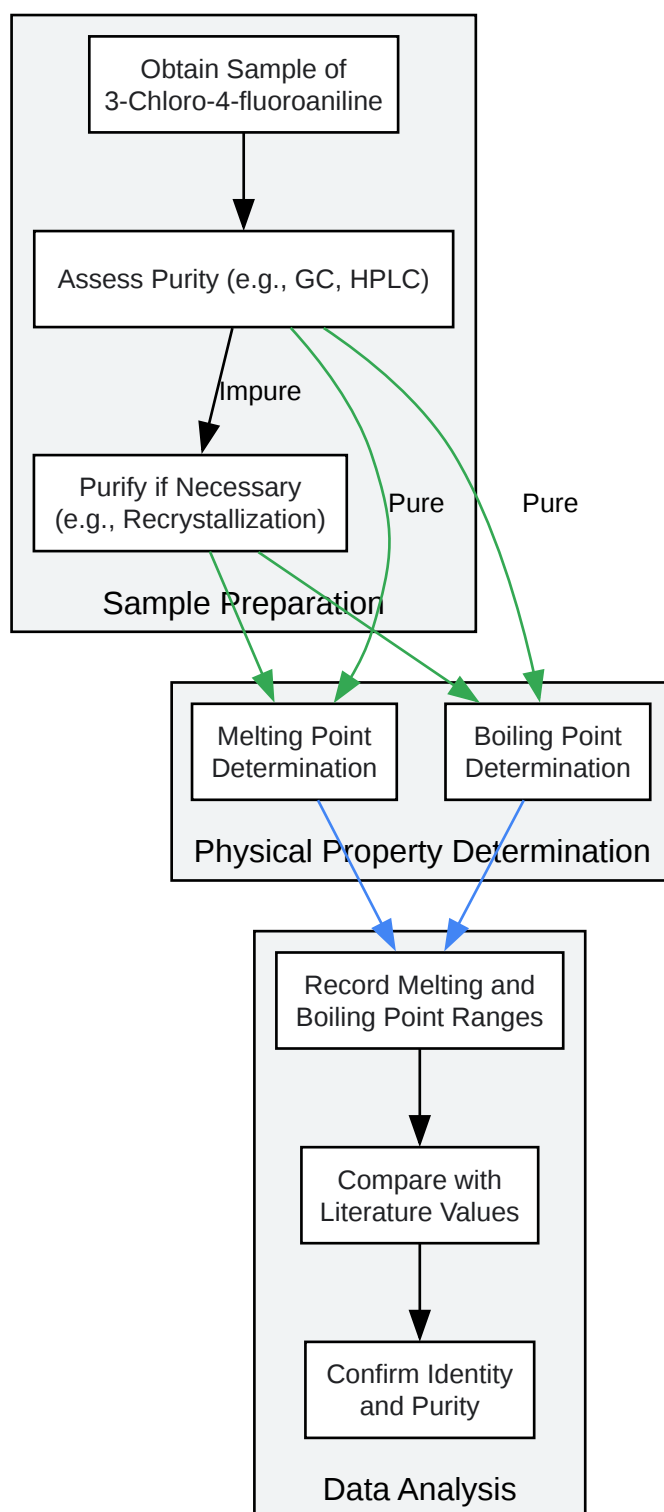 Obtain Sample of
3-Chloro-4-fluoroaniline
Assess Purity (e.g., GC, HPLC)
Impure
Purify if Necessary
(e.g., Recrystallization)
Pure
Pure
Sample Preparation
Melting Point
Determination
Boiling Point
Determination
Physical Property Determination
Record Melting and
Boiling Point Ranges
Compare with
Literature Values
Confirm Identity
and Purity
Data Analysis